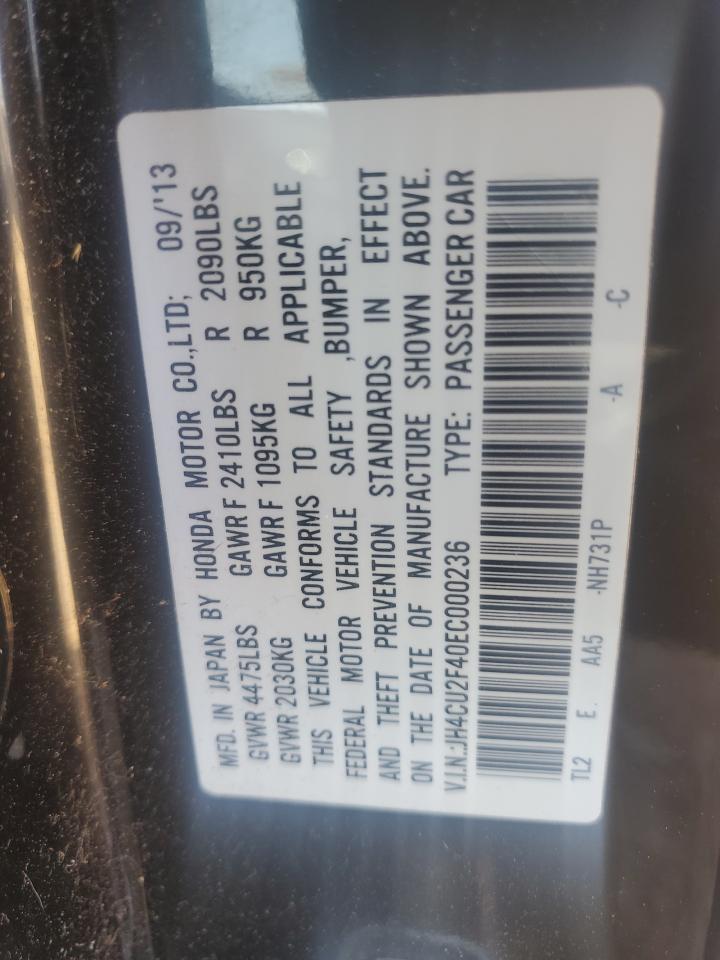 MFD. IN JAPAN BY HONDA MOTOR CO.,LTD; 09/'13
GVWR 4475LBS GAWR F 2410LBS R 2090LBS
GVWR 2030KG GAWR F 1095KG R 950KG
THIS VEHICLE CONFORMS TO ALL APPLICABLE
FEDERAL MOTOR VEHICLE SAFETY ,BUMPER,
AND THEFT PREVENTION STANDARDS IN EFFECT
ON THE DATE OF MANUFACTURE SHOWN ABOVE.
V.I.N.:JH4CU2F40EC000236 TYPE: PASSENGER CAR
TL2 E. AA5 -NH731P -A -C